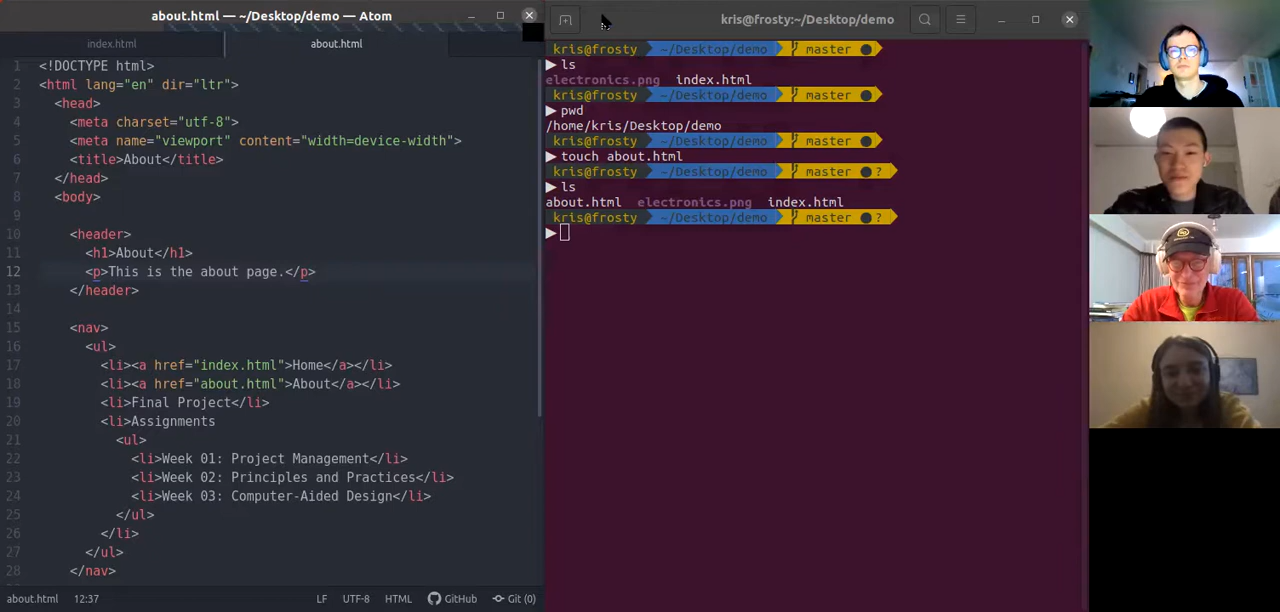 about.html — ~/Desktop/demo — Atom
index.html about.html
1 <!DOCTYPE html>
2 <html lang="en" dir="ltr">
3 <head>
4 <meta charset="utf-8">
5 <meta name="viewport" content="width=device-width">
6 <title>About</title>
7 </head>
8 <body>
9
10 <header>
11 <h1>About</h1>
12 <p>This is the about page.</p>
13 </header>
14
15 <nav>
16 <ul>
17 <li><a href="index.html">Home</a></li>
18 <li><a href="about.html">About</a></li>
19 <li>Final Project</li>
20 <li>Assignments
21 <ul>
22 <li>Week 01: Project Management</li>
23 <li>Week 02: Principles and Practices</li>
24 <li>Week 03: Computer-Aided Design</li>
25 </ul>
26 </li>
27 </ul>
28 </nav>
about.html 12:37 LF UTF-8 HTML GitHub Git (0)
kris@frosty:~/Desktop/demo
kris@frosty ~/Desktop/demo master ●
▶ ls
electronics.png index.html
kris@frosty ~/Desktop/demo master ●
▶ pwd
/home/kris/Desktop/demo
kris@frosty ~/Desktop/demo master ●
▶ touch about.html
kris@frosty ~/Desktop/demo master ● ?
▶ ls
about.html electronics.png index.html
kris@frosty ~/Desktop/demo master ● ?
▶